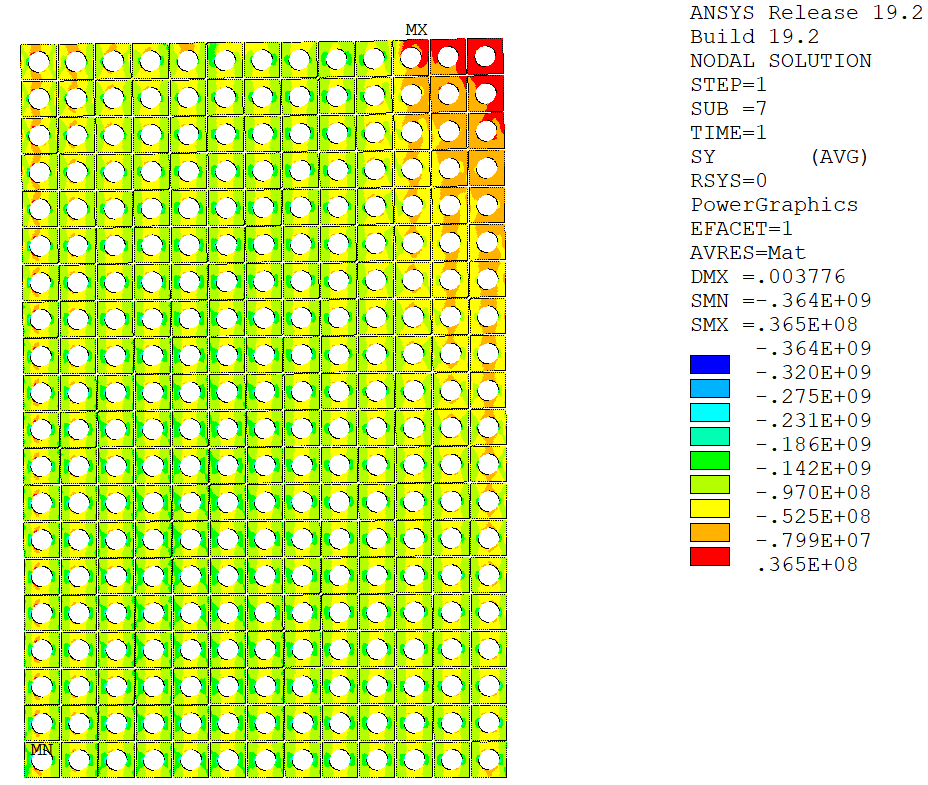 MX
ANSYS Release 19.2
Build 19.2
NODAL SOLUTION
STEP=1
SUB =7
TIME=1
SY (AVG)
RSYS=0
PowerGraphics
EFACET=1
AVRES=Mat
DMX =.003776
SMN =-.364E+09
SMX =.365E+08
-.364E+09
-.320E+09
-.275E+09
-.231E+09
-.186E+09
-.142E+09
-.970E+08
-.525E+08
-.799E+07
.365E+08
MN